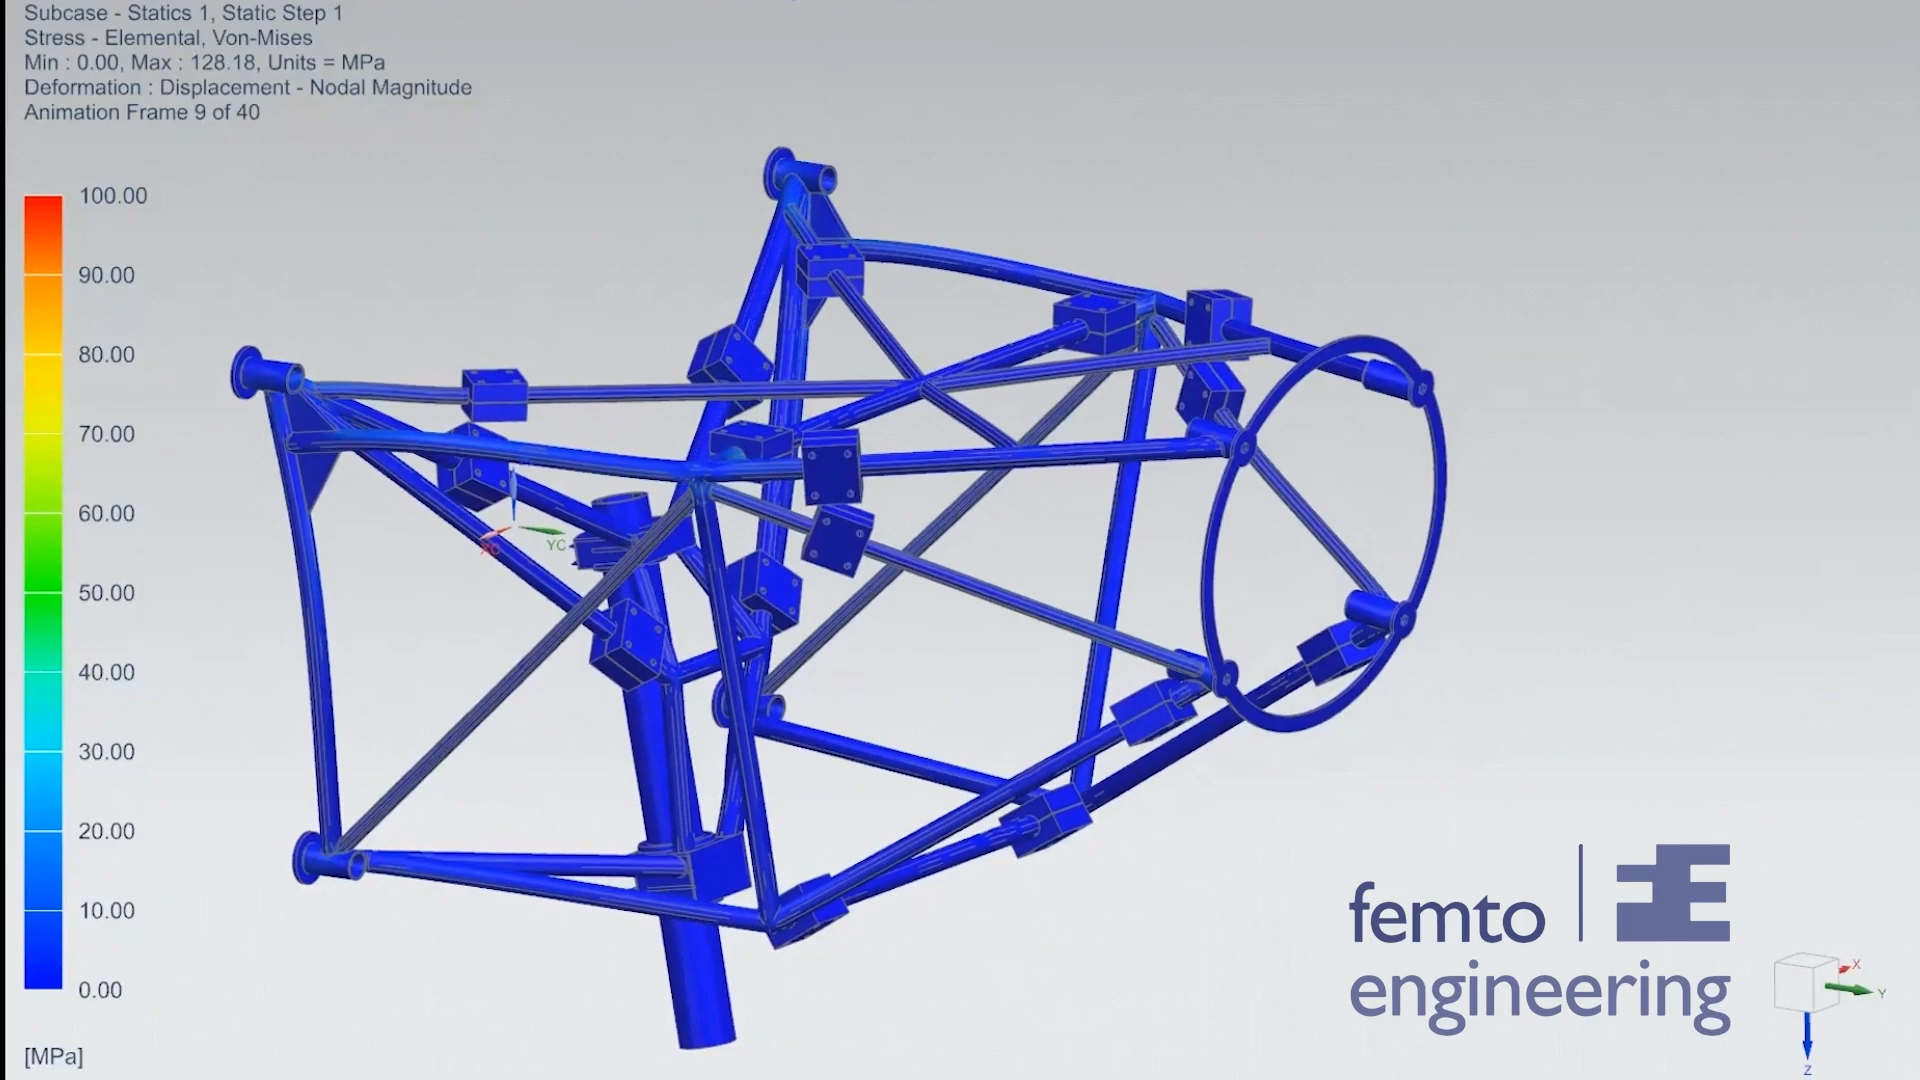 Subcase - Statics 1, Static Step 1
Stress - Elemental, Von-Mises
Min : 0.00, Max : 128.18, Units = MPa
Deformation : Displacement - Nodal Magnitude
Animation Frame 9 of 40
100.00
90.00
80.00
70.00
60.00
50.00
40.00
30.00
20.00
10.00
0.00
[MPa]
XC
YC
femto
engineering
X
Y
Z